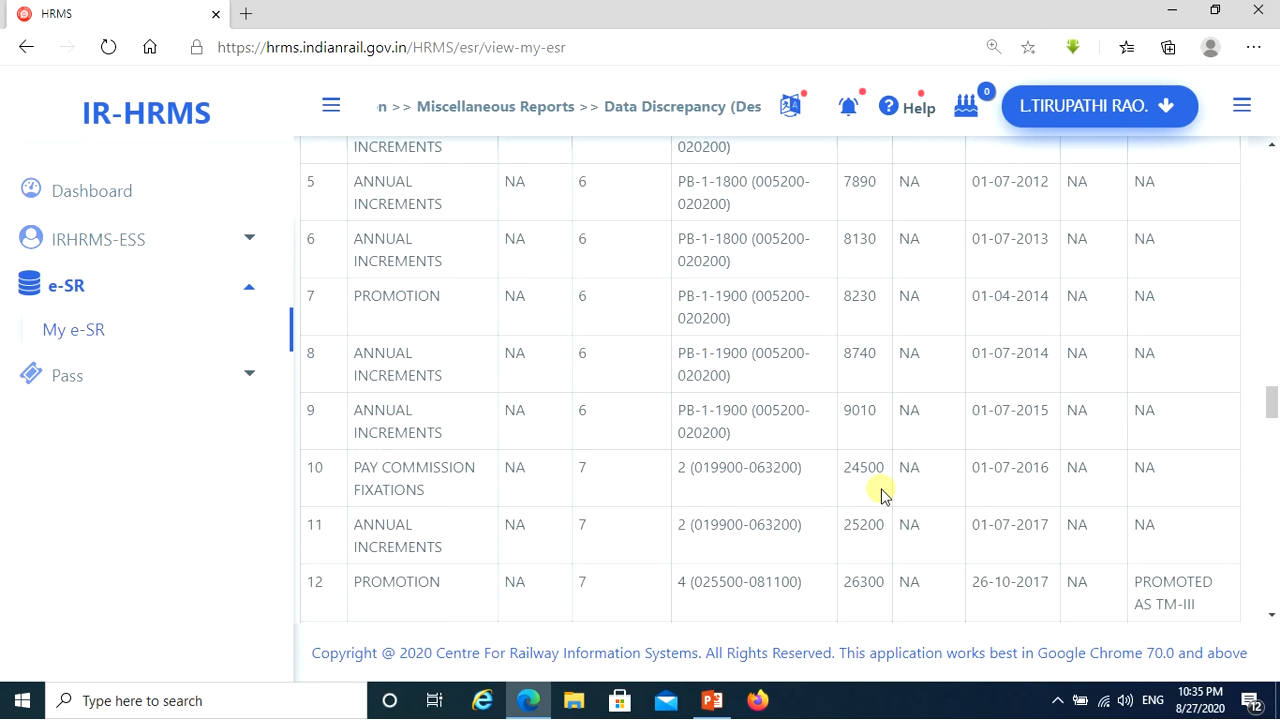 HRMS
https://hrms.indianrail.gov.in/HRMS/esr/view-my-esr
IR-HRMS
n >> Miscellaneous Reports >> Data Discrepancy (Des
Help
0
L.TIRUPATHI RAO.
Dashboard
IRHRMS-ESS
e-SR
My e-SR
Pass
INCREMENTS 020200)
5 ANNUAL NA 6 PB-1-1800 (005200- 7890 NA 01-07-2012 NA NA
INCREMENTS 020200)
6 ANNUAL NA 6 PB-1-1800 (005200- 8130 NA 01-07-2013 NA NA
INCREMENTS 020200)
7 PROMOTION NA 6 PB-1-1900 (005200- 8230 NA 01-04-2014 NA NA
020200)
8 ANNUAL NA 6 PB-1-1900 (005200- 8740 NA 01-07-2014 NA NA
INCREMENTS 020200)
9 ANNUAL NA 6 PB-1-1900 (005200- 9010 NA 01-07-2015 NA NA
INCREMENTS 020200)
10 PAY COMMISSION NA 7 2 (019900-063200) 24500 NA 01-07-2016 NA NA
FIXATIONS
11 ANNUAL NA 7 2 (019900-063200) 25200 NA 01-07-2017 NA NA
INCREMENTS
12 PROMOTION NA 7 4 (025500-081100) 26300 NA 26-10-2017 NA PROMOTED
AS TM-III
Copyright @ 2020 Centre For Railway Information Systems. All Rights Reserved. This application works best in Google Chrome 70.0 and above
Type here to search
ENG
10:35 PM
8/27/2020
12